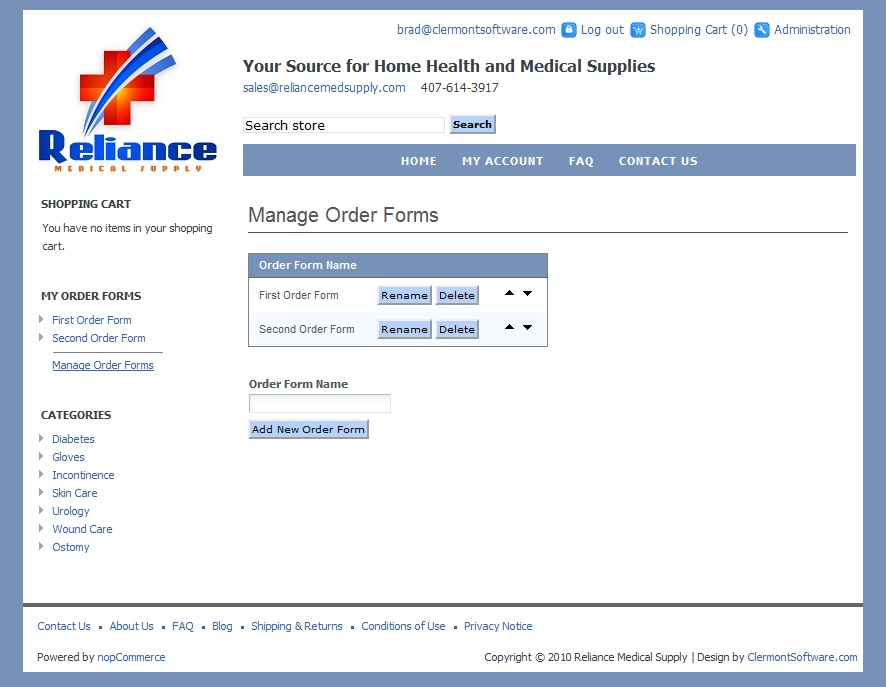 brad@clermontsoftware.com Log out Shopping Cart (0) Administration
Reliance
MEDICAL SUPPLY
Your Source for Home Health and Medical Supplies
sales@reliancemedsupply.com 407-614-3917
Search store Search
HOME MY ACCOUNT FAQ CONTACT US
SHOPPING CART
You have no items in your shopping
cart.
MY ORDER FORMS
First Order Form
Second Order Form
Manage Order Forms
CATEGORIES
Diabetes
Gloves
Incontinence
Skin Care
Urology
Wound Care
Ostomy
Manage Order Forms
Order Form Name
First Order Form Rename Delete
Second Order Form Rename Delete
Order Form Name
Add New Order Form
Contact Us • About Us • FAQ • Blog • Shipping & Returns • Conditions of Use • Privacy Notice
Powered by nopCommerce
Copyright © 2010 Reliance Medical Supply | Design by ClermontSoftware.com